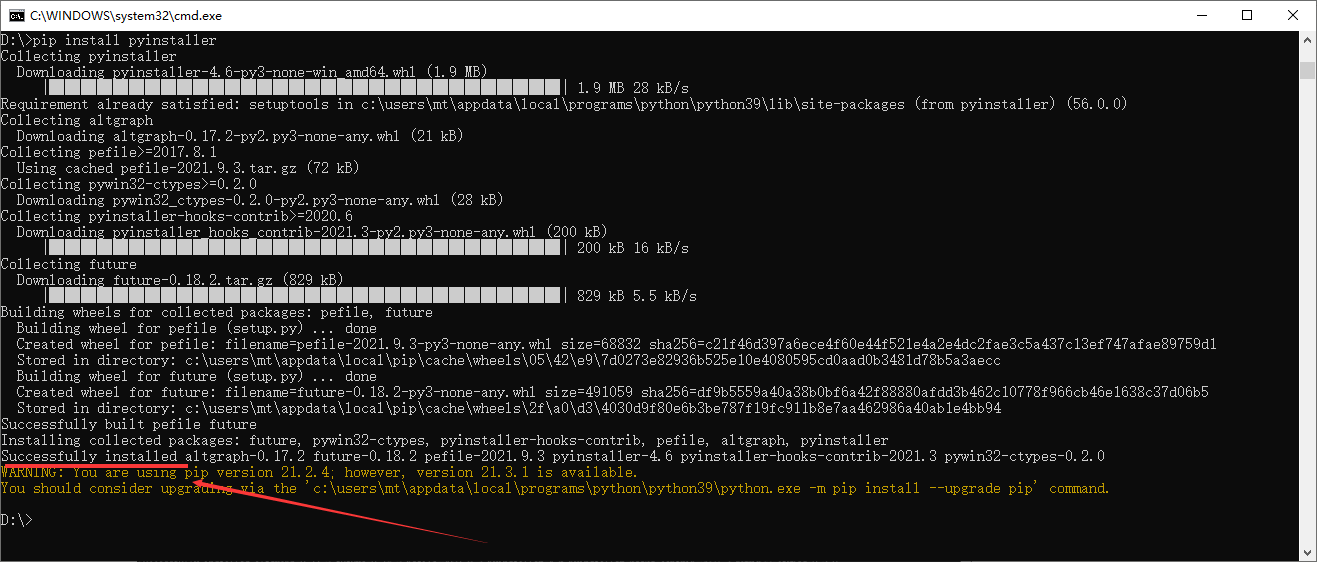 C:\WINDOWS\system32\cmd.exe
D:\>pip install pyinstaller
Collecting pyinstaller
Downloading pyinstaller-4.6-py3-none-win_amd64.whl (1.9 MB)
| | 1.9 MB 28 kB/s
Requirement already satisfied: setuptools in c:\users\mt\appdata\local\programs\python\python39\lib\site-packages (from pyinstaller) (56.0.0)
Collecting altgraph
Downloading altgraph-0.17.2-py2.py3-none-any.whl (21 kB)
Collecting pefile>=2017.8.1
Using cached pefile-2021.9.3.tar.gz (72 kB)
Collecting pywin32-ctypes>=0.2.0
Downloading pywin32_ctypes-0.2.0-py2.py3-none-any.whl (28 kB)
Collecting pyinstaller-hooks-contrib>=2020.6
Downloading pyinstaller_hooks_contrib-2021.3-py2.py3-none-any.whl (200 kB)
| | 200 kB 16 kB/s
Collecting future
Downloading future-0.18.2.tar.gz (829 kB)
| | 829 kB 5.5 kB/s
Building wheels for collected packages: pefile, future
Building wheel for pefile (setup.py) ... done
Created wheel for pefile: filename=pefile-2021.9.3-py3-none-any.whl size=68832 sha256=c21f46d397a6ece4f60e44f521e4a2e4dc2fae3c5a437c13ef747afae89759d1
Stored in directory: c:\users\mt\appdata\local\pip\cache\wheels\05\42\e9\7d0273e82936b525e10e4080595cd0aad0b3481d78b5a3aecc
Building wheel for future (setup.py) ... done
Created wheel for future: filename=future-0.18.2-py3-none-any.whl size=491059 sha256=df9b5559a40a38b0bf6a42f88880afdd3b462c10778f966cb46e1638c37d06b5
Stored in directory: c:\users\mt\appdata\local\pip\cache\wheels\2f\a0\d3\4030d9f80e6b3be787f19fc911b8e7aa462986a40ab1e4bb94
Successfully built pefile future
Installing collected packages: future, pywin32-ctypes, pyinstaller-hooks-contrib, pefile, altgraph, pyinstaller
Successfully installed altgraph-0.17.2 future-0.18.2 pefile-2021.9.3 pyinstaller-4.6 pyinstaller-hooks-contrib-2021.3 pywin32-ctypes-0.2.0
WARNING: You are using pip version 21.2.4; however, version 21.3.1 is available.
You should consider upgrading via the 'c:\users\mt\appdata\local\programs\python\python39\python.exe -m pip install --upgrade pip' command.
D:\>